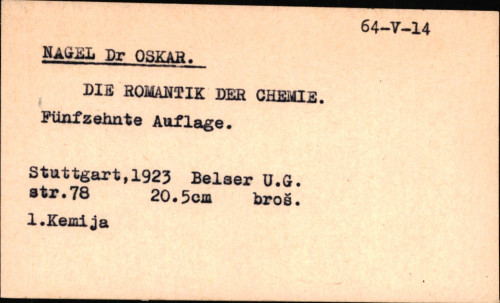 64-V-14
NAGEL Dr OSKAR.
DIE ROMANTIK DER CHEMIE.
Fünfzehnte Auflage.
Stuttgart,1923 Belser U.G.
str.78 20.5cm broš.
1.Kemija